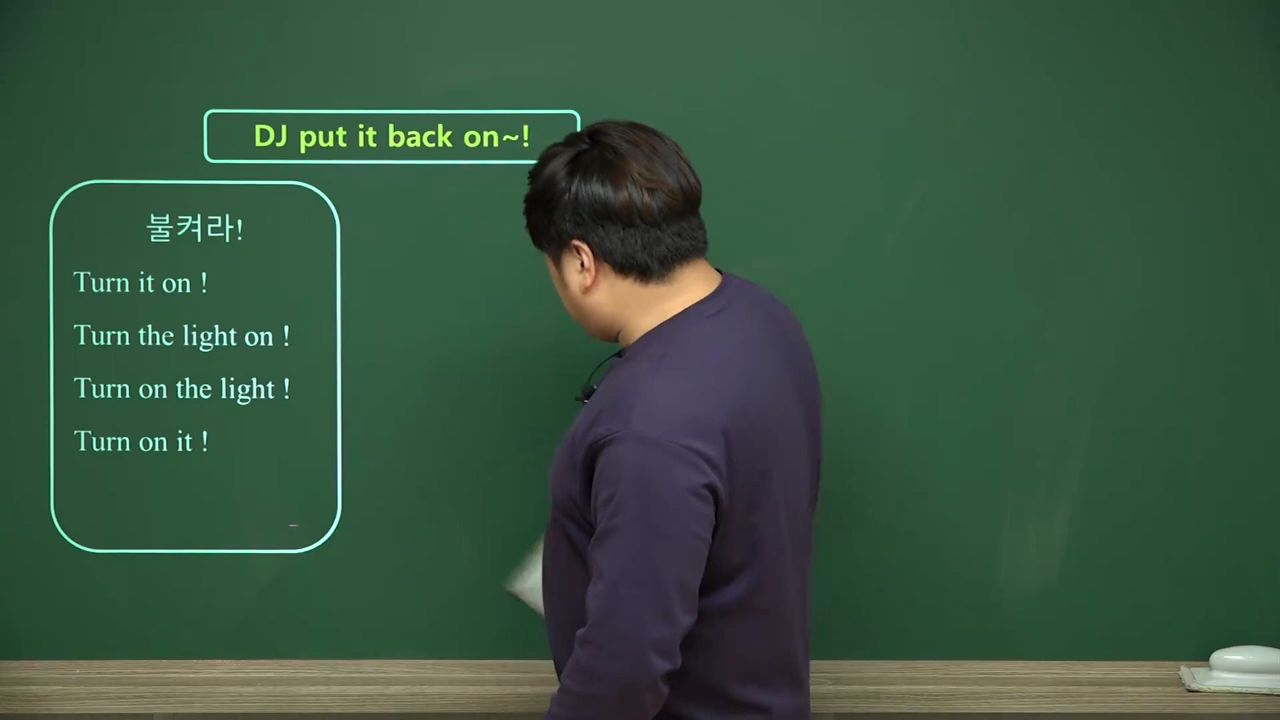 DJ put it back on~!
불켜라!
Turn it on !
Turn the light on !
Turn on the light !
Turn on it !